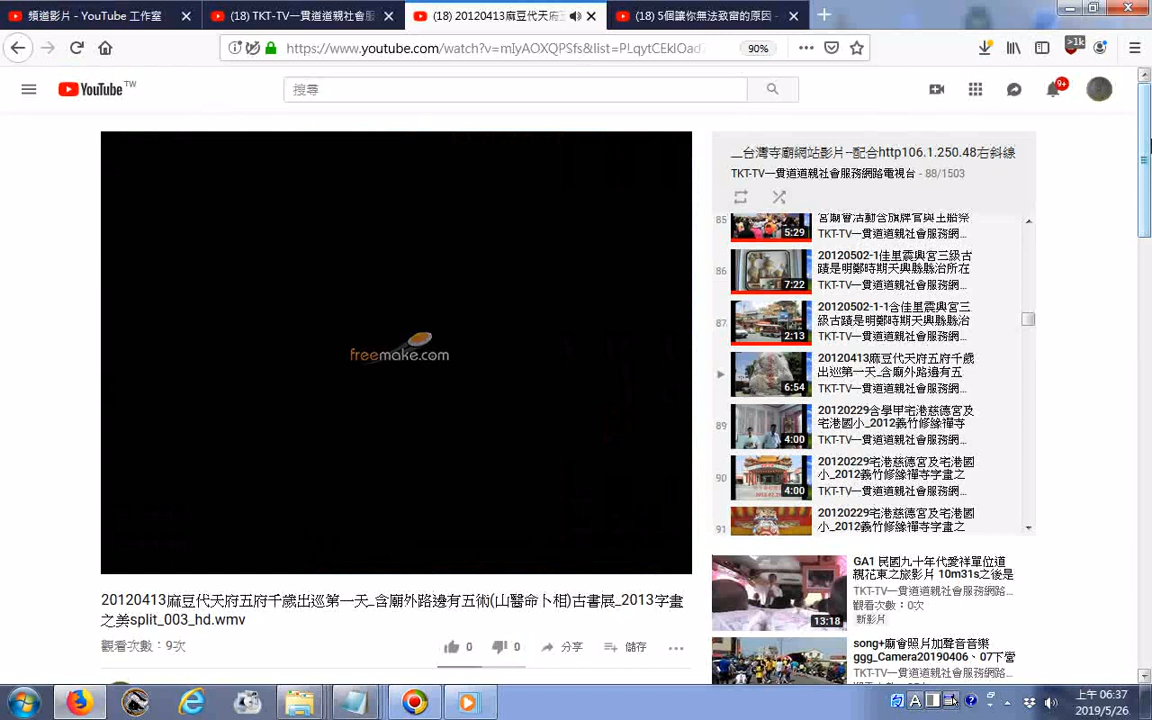 頻道影片 - YouTube 工作室
(18) TKT-TV一貫道道親社會服
(18) 20120413麻豆代天府五
(18) 5個讓你無法致富的原因 -
https://www.youtube.com/watch?v=mIyAOXQPSfs&list=PLqytCEklOad
90%
>1k
YouTube TW
搜尋
9+
freemake.com
__台灣寺廟網站影片--配合http106.1.250.48右斜線
TKT-TV一貫道道親社會服務網路電視台 - 88/1503
85
宮廟會活動含旗牌官與王船祭
TKT-TV一貫道道親社會服務網...
5:29
86
20120502-1佳里震興宮三級古
蹟是明鄭時期天興縣縣治所在
TKT-TV一貫道道親社會服務網...
7:22
87
20120502-1-1含佳里震興宮三
級古蹟是明鄭時期天興縣縣治
TKT-TV一貫道道親社會服務網...
2:13
20120413麻豆代天府五府千歲
出巡第一天_含廟外路邊有五
TKT-TV一貫道道親社會服務網...
6:54
89
20120229含學甲宅港慈德宮及
宅港國小_2012義竹修緣禪寺
TKT-TV一貫道道親社會服務網...
4:00
90
20120229宅港慈德宮及宅港國
小_2012義竹修緣禪寺字畫之
TKT-TV一貫道道親社會服務網...
4:00
91
20120229宅港慈德宮及宅港國
小_2012義竹修緣禪寺字畫之
20120413麻豆代天府五府千歲出巡第一天_含廟外路邊有五術(山醫命卜相)古書展_2013字畫
之美split_003_hd.wmv
觀看次數：9次
0
0
分享
儲存
GA1 民國九十年代愛祥單位道
親花東之旅影片 10m31s之後是
TKT-TV一貫道道親社會服務網...
觀看次數：0次
新影片
13:18
song+廟會照片加聲音音樂
ggg_Camera20190406、07下營
TKT-TV一貫道道親社會服務網...
上午 06:37
2019/5/26